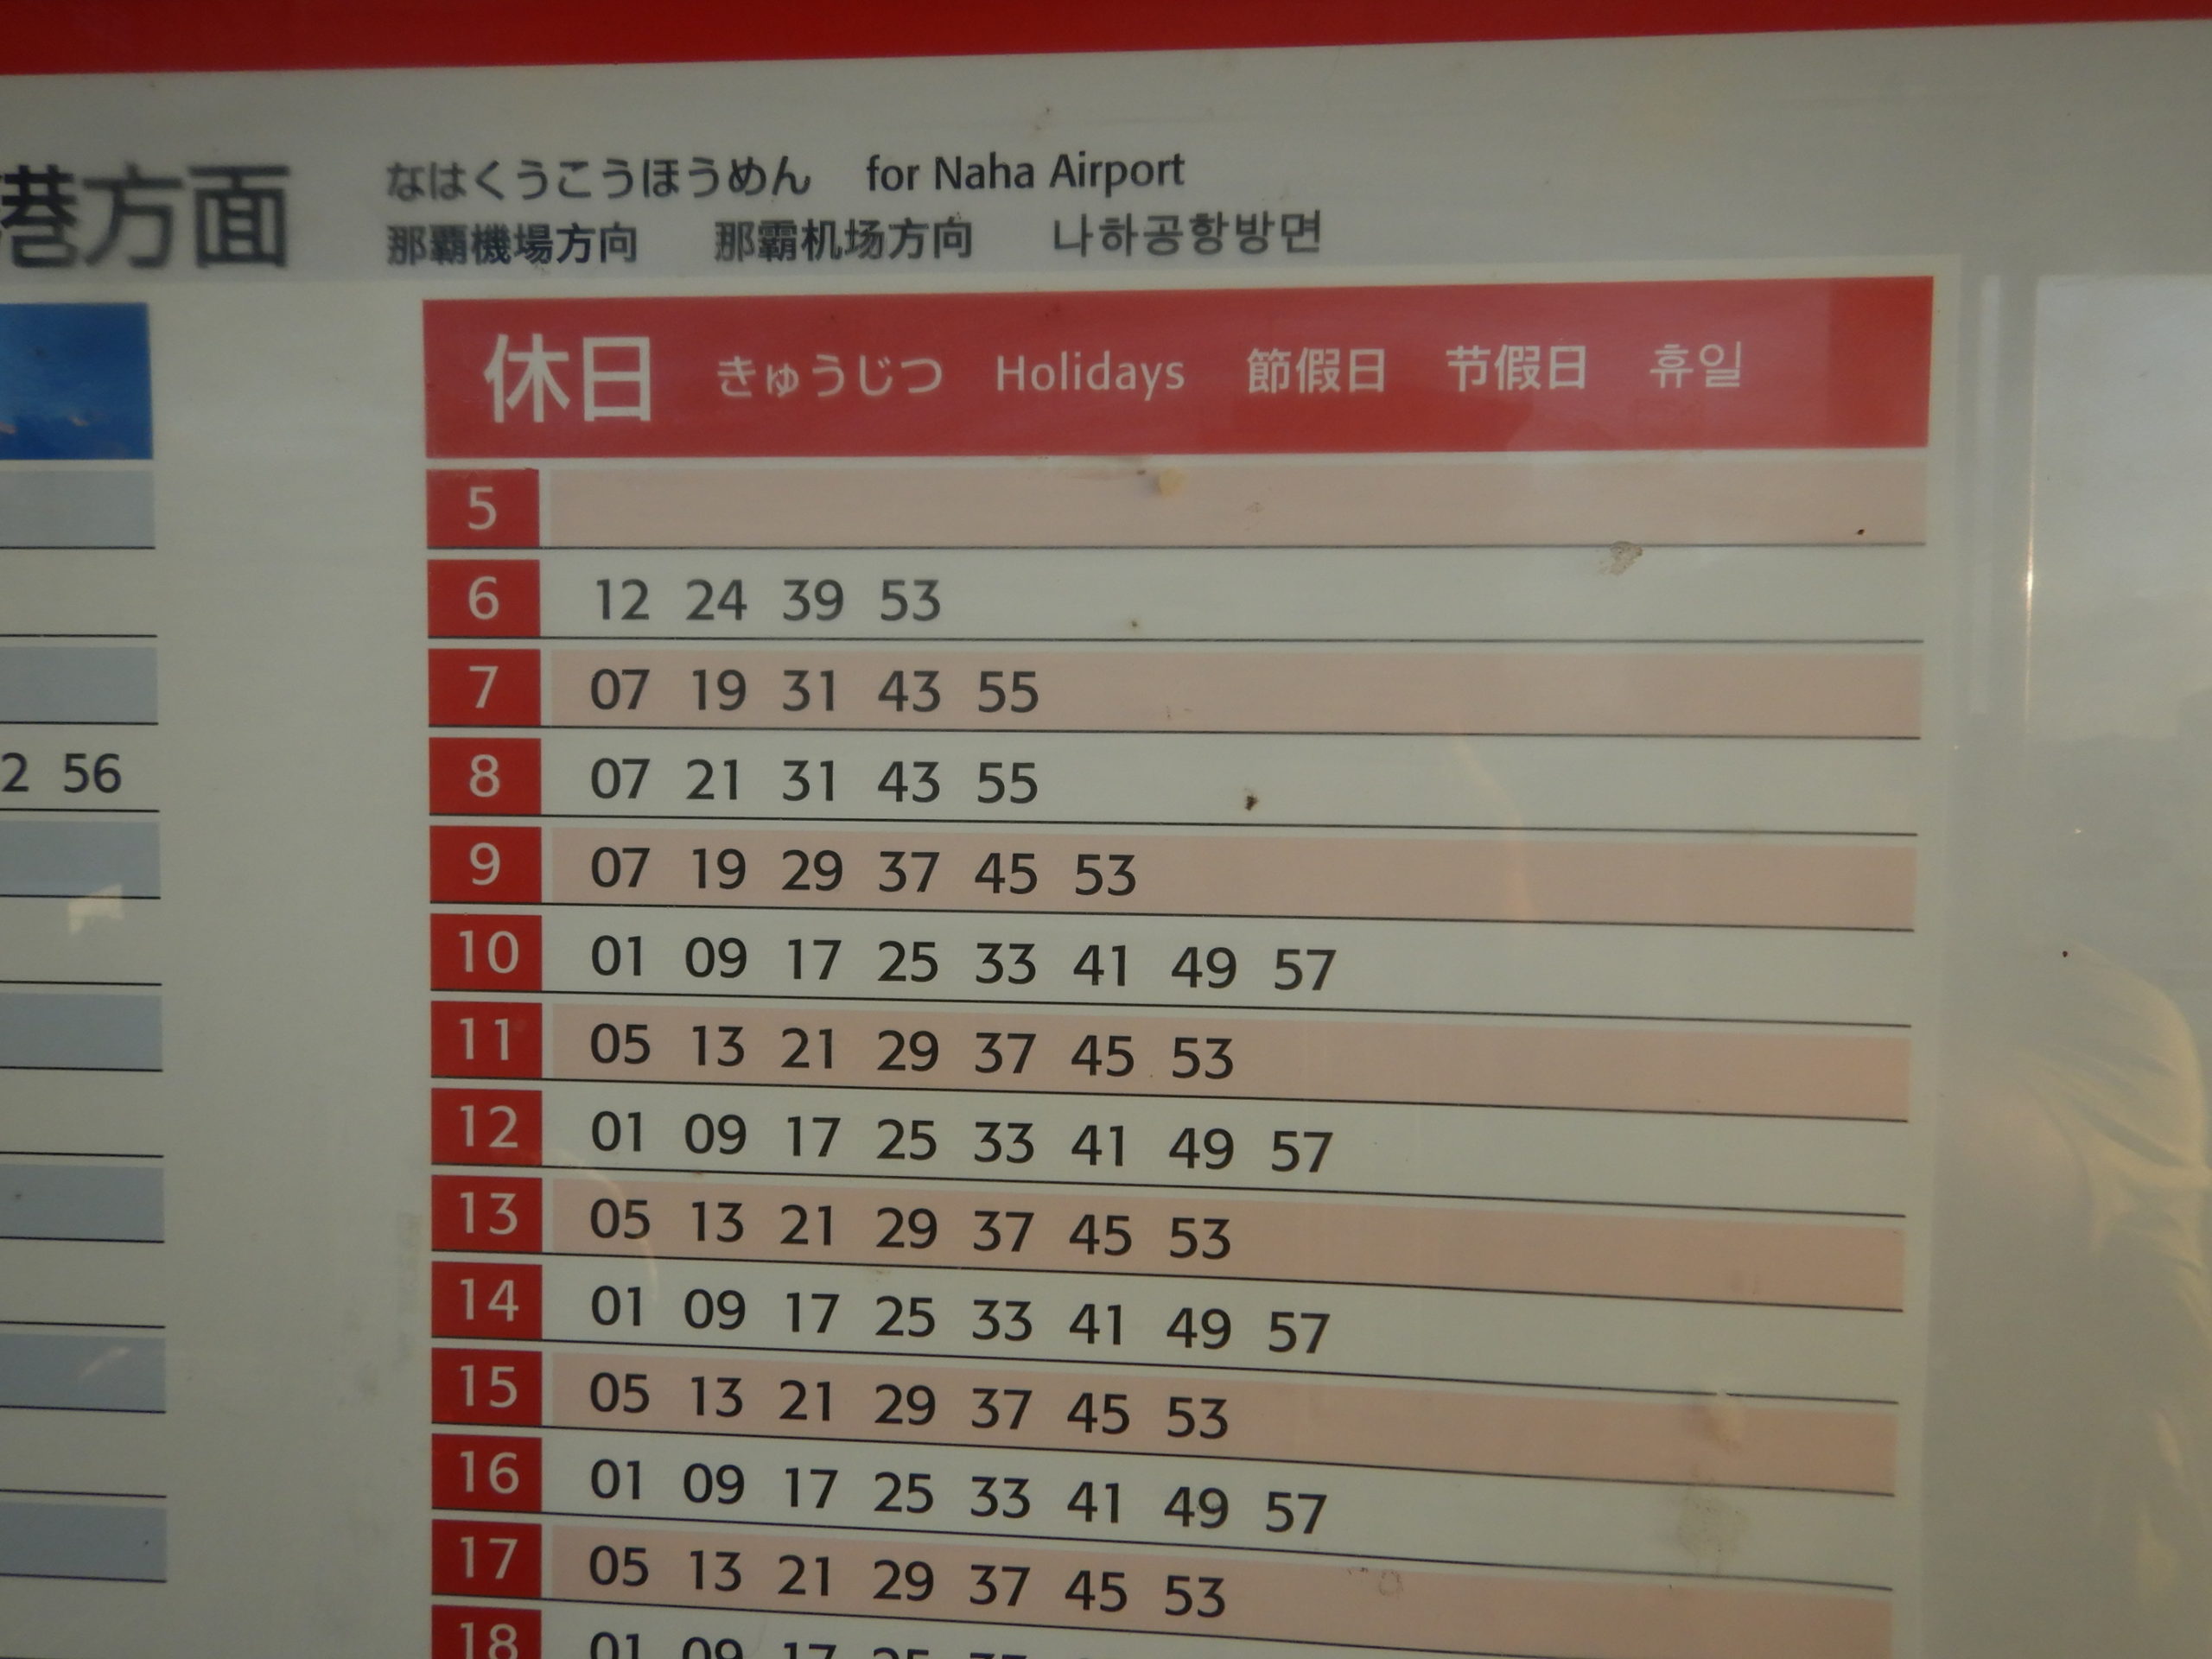 港方面
なはくうこうほうめん for Naha Airport
那覇機場方向 那霸机场方向 나하공항방면
休日 きゅうじつ Holidays 節假日 节假日 휴일
5
6 12 24 39 53
7 07 19 31 43 55
2 56
8 07 21 31 43 55
9 07 19 29 37 45 53
10 01 09 17 25 33 41 49 57
11 05 13 21 29 37 45 53
12 01 09 17 25 33 41 49 57
13 05 13 21 29 37 45 53
14 01 09 17 25 33 41 49 57
15 05 13 21 29 37 45 53
16 01 09 17 25 33 41 49 57
17 05 13 21 29 37 45 53
18 01 09 17 25